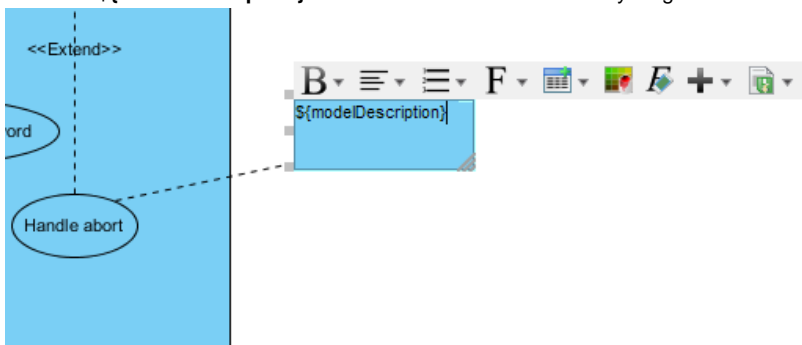 <<Extend>>
B F F
${modelDescription}
ord
Handle abort